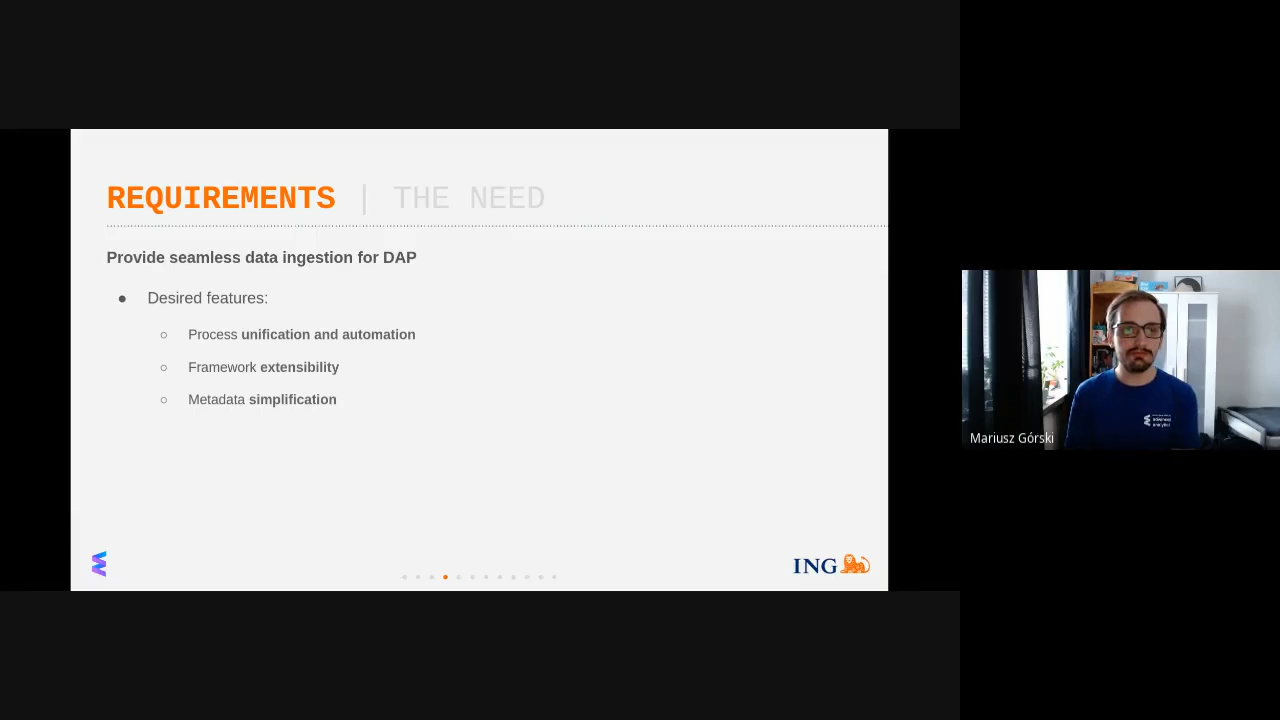 REQUIREMENTS | THE NEED
Provide seamless data ingestion for DAP
● Desired features:
○ Process unification and automation
○ Framework extensibility
○ Metadata simplification
ING
Mariusz Górski